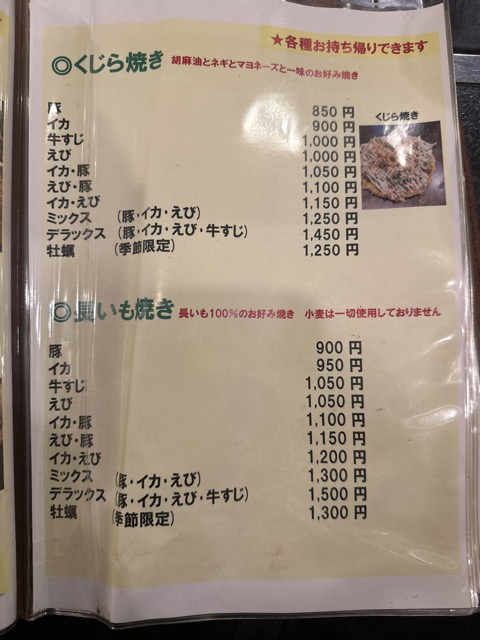 ★各種お持ち帰りできます
◎くじら焼き 胡麻油とネギとマヨネーズと一味のお好み焼き
くじら焼き
豚 850円
イカ 900円
牛すじ 1,000円
えび 1,000円
イカ・豚 1,050円
えび・豚 1,100円
イカ・えび 1,150円
ミックス (豚・イカ・えび) 1,250円
デラックス (豚・イカ・えび・牛すじ) 1,450円
牡蠣 (季節限定) 1,250円
◎長いも焼き 長いも100%のお好み焼き 小麦は一切使用しておりません
豚 900円
イカ 950円
牛すじ 1,050円
えび 1,050円
イカ・豚 1,100円
えび・豚 1,150円
イカ・えび 1,200円
ミックス (豚・イカ・えび) 1,300円
デラックス (豚・イカ・えび・牛すじ) 1,500円
牡蠣 (季節限定) 1,300円